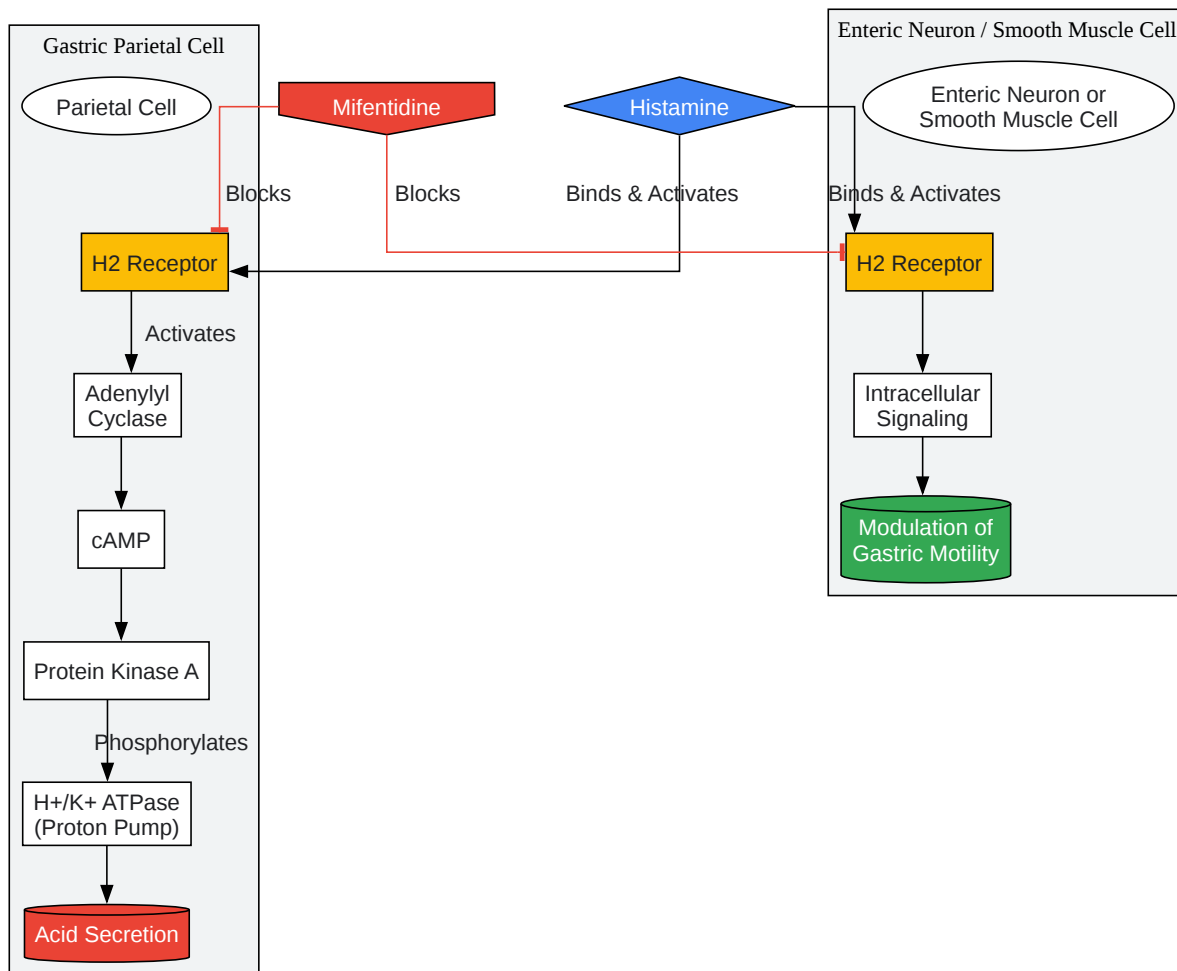 Gastric Parietal Cell
Enteric Neuron / Smooth Muscle Cell
Parietal Cell
Mifentidine
Histamine
Enteric Neuron or
Smooth Muscle Cell
Blocks
Blocks
Binds & Activates
Binds & Activates
H2 Receptor
H2 Receptor
Activates
Adenylyl
Cyclase
Intracellular
Signaling
cAMP
Modulation of
Gastric Motility
Protein Kinase A
Phosphorylates
H+/K+ ATPase
(Proton Pump)
Acid Secretion